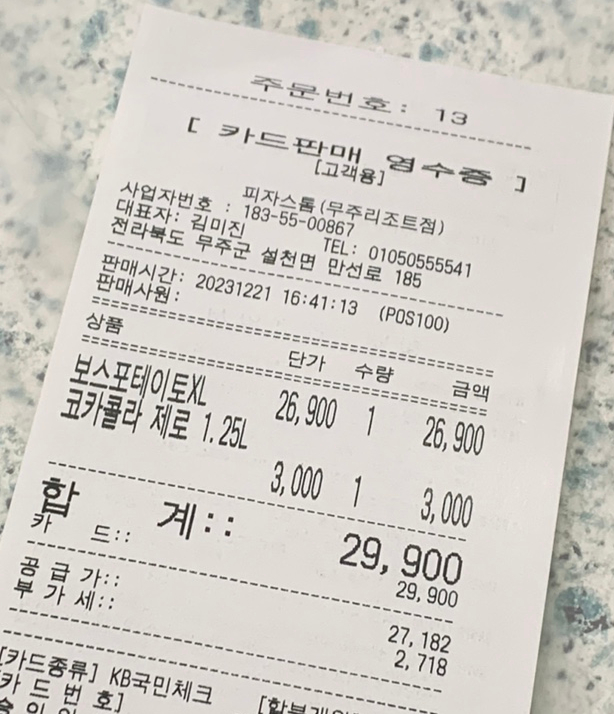 주문번호: 13
[ 카드판매 영수증 ]
[고객용]
피자스톰(무주리조트점)
사업자번호 : 183-55-00867
대표자: 김미진 TEL: 01050555541
전라북도 무주군 설천면 만선로 185
판매시간: 20231221 16:41:13 (POS100)
판매사원:
상품 단가 수량 금액
보스포테이토XL 26,900 1 26,900
코카콜라 제로 1.25L
3,000 1 3,000
합 계:: 29,900
카 드:: 29,900
공 급 가:: 27,182
부 가 세:: 2,718
[카드종류] KB국민체크
[카 드 번 호]